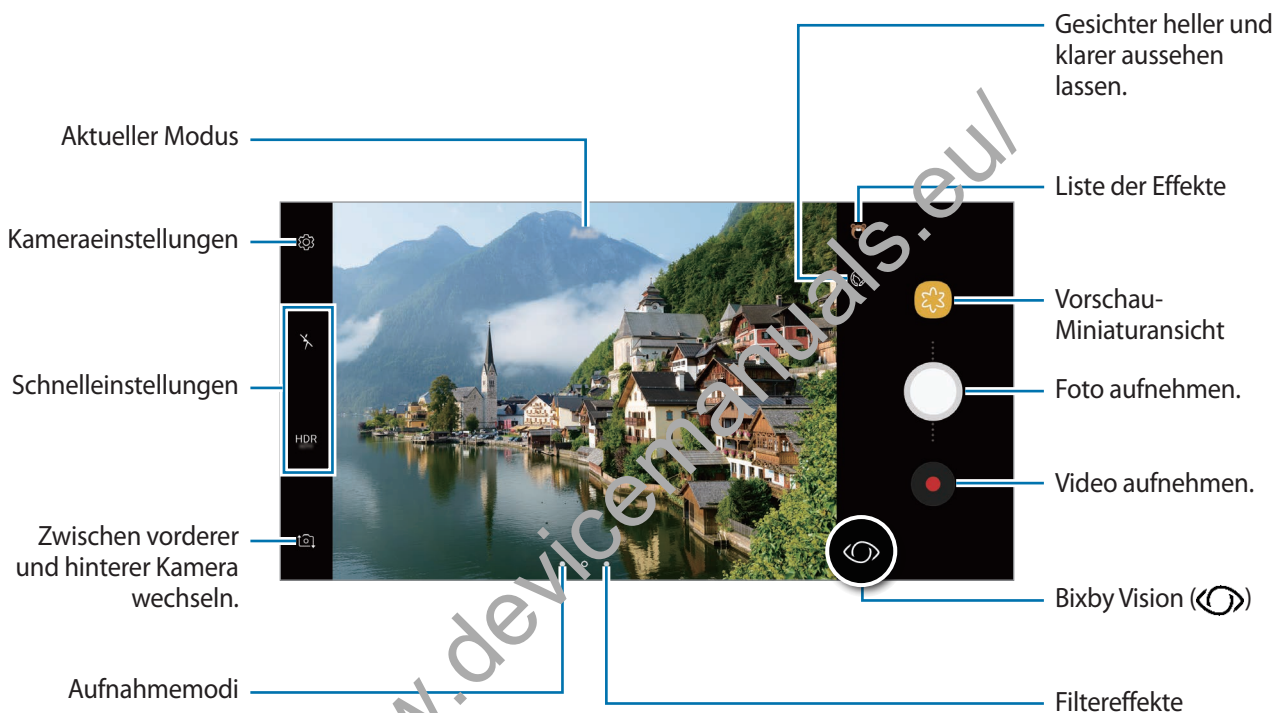 Gesichter heller und
klarer aussehen
lassen.
Aktueller Modus
Liste der Effekte
Kameraeinstellungen
Vorschau-
Miniaturansicht
Schnelleinstellungen
Foto aufnehmen.
HDR
Video aufnehmen.
Zwischen vorderer
und hinterer Kamera
wechseln.
Bixby Vision ( )
Aufnahmemodi
Filtereffekte
w.devicemanuals.eu/